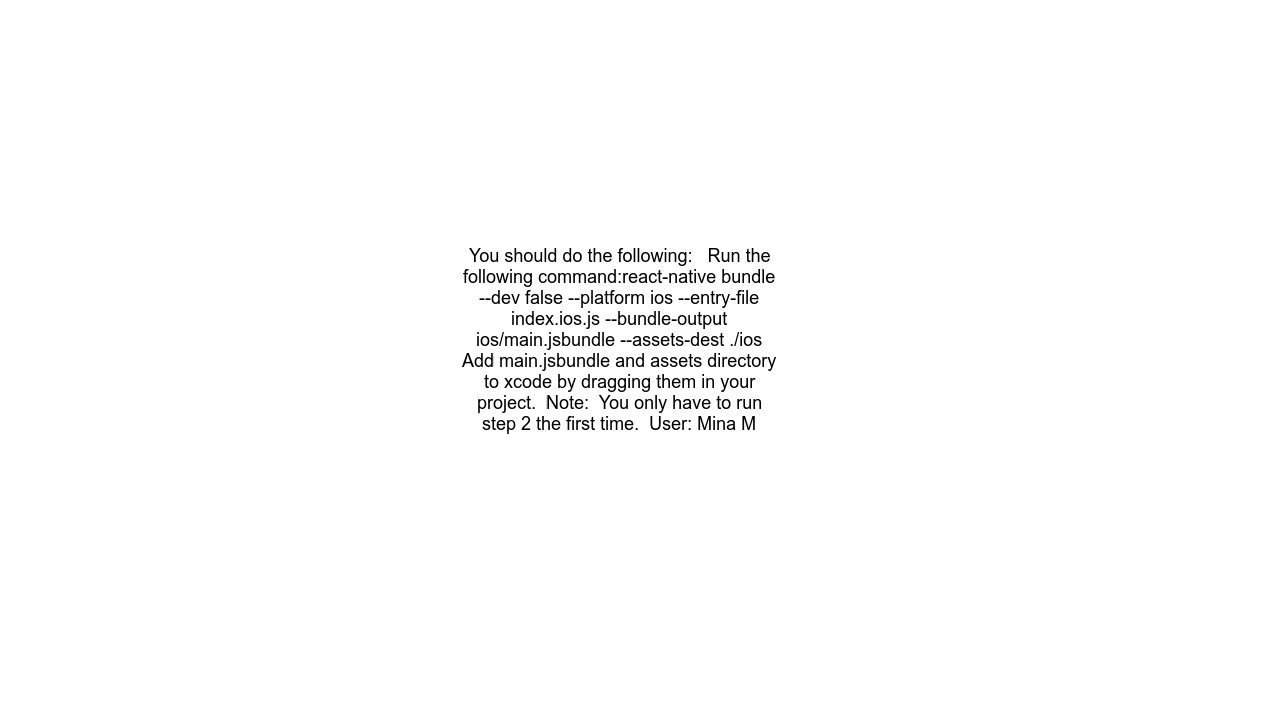 You should do the following:   Run the
following command:react-native bundle
--dev false --platform ios --entry-file
index.ios.js --bundle-output
ios/main.jsbundle --assets-dest ./ios
Add main.jsbundle and assets directory
to xcode by dragging them in your
project.  Note:  You only have to run
step 2 the first time.  User: Mina M